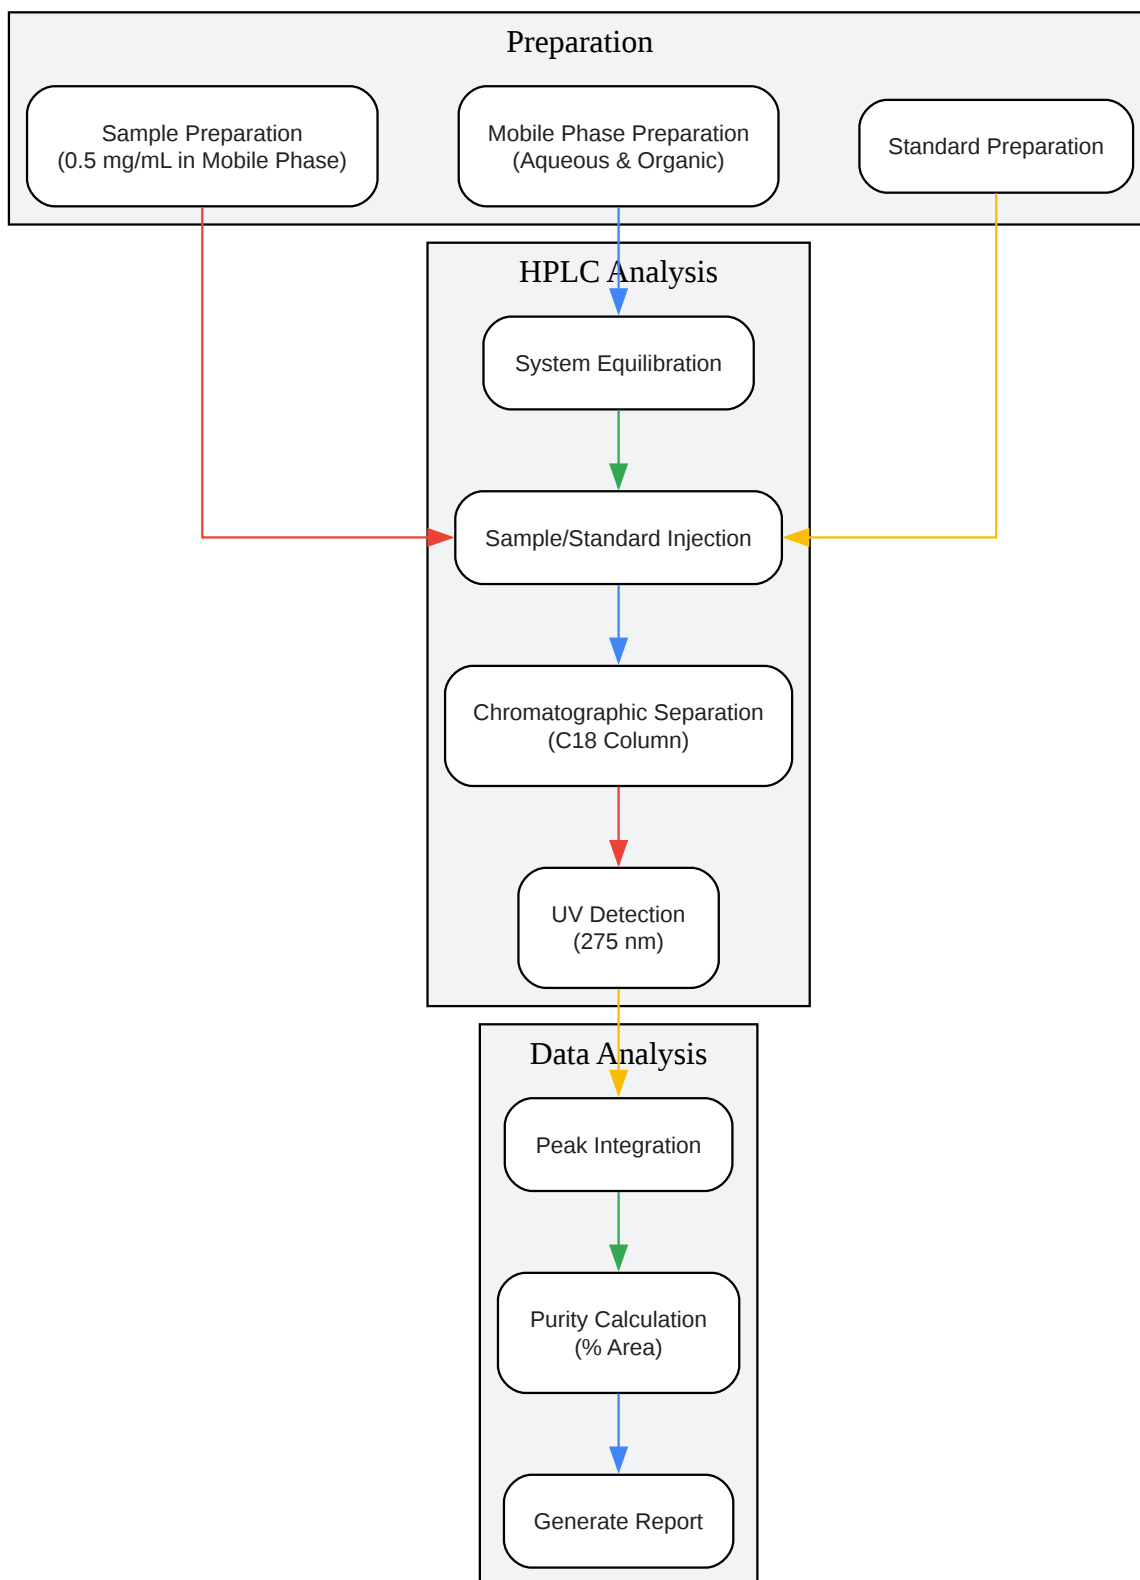 Preparation
Sample Preparation
(0.5 mg/mL in Mobile Phase)
Mobile Phase Preparation
(Aqueous & Organic)
Standard Preparation
HPLC Analysis
System Equilibration
Sample/Standard Injection
Chromatographic Separation
(C18 Column)
UV Detection
(275 nm)
Data Analysis
Peak Integration
Purity Calculation
(% Area)
Generate Report